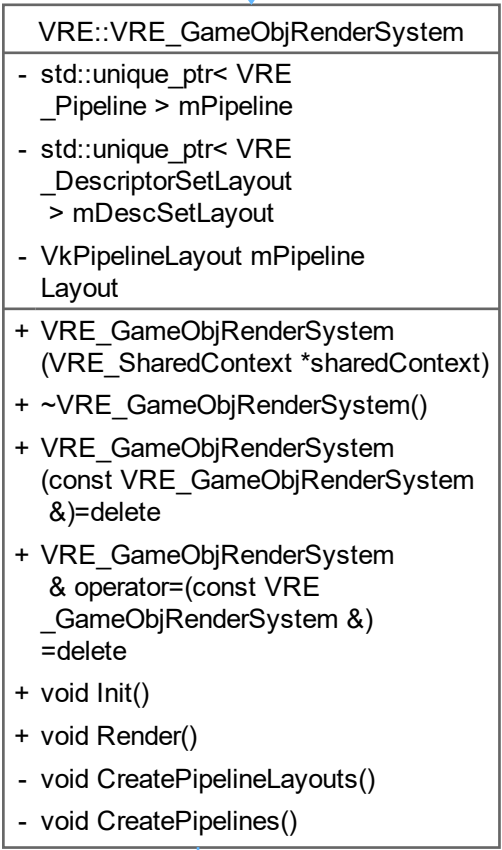 VRE::VRE_GameObjRenderSystem
- std::unique_ptr< VRE
_Pipeline > mPipeline
- std::unique_ptr< VRE
_DescriptorSetLayout
> mDescSetLayout
- VkPipelineLayout mPipeline
Layout
+ VRE_GameObjRenderSystem
(VRE_SharedContext *sharedContext)
+ ~VRE_GameObjRenderSystem()
+ VRE_GameObjRenderSystem
(const VRE_GameObjRenderSystem
&)=delete
+ VRE_GameObjRenderSystem
& operator=(const VRE
_GameObjRenderSystem &)
=delete
+ void Init()
+ void Render()
- void CreatePipelineLayouts()
- void CreatePipelines()